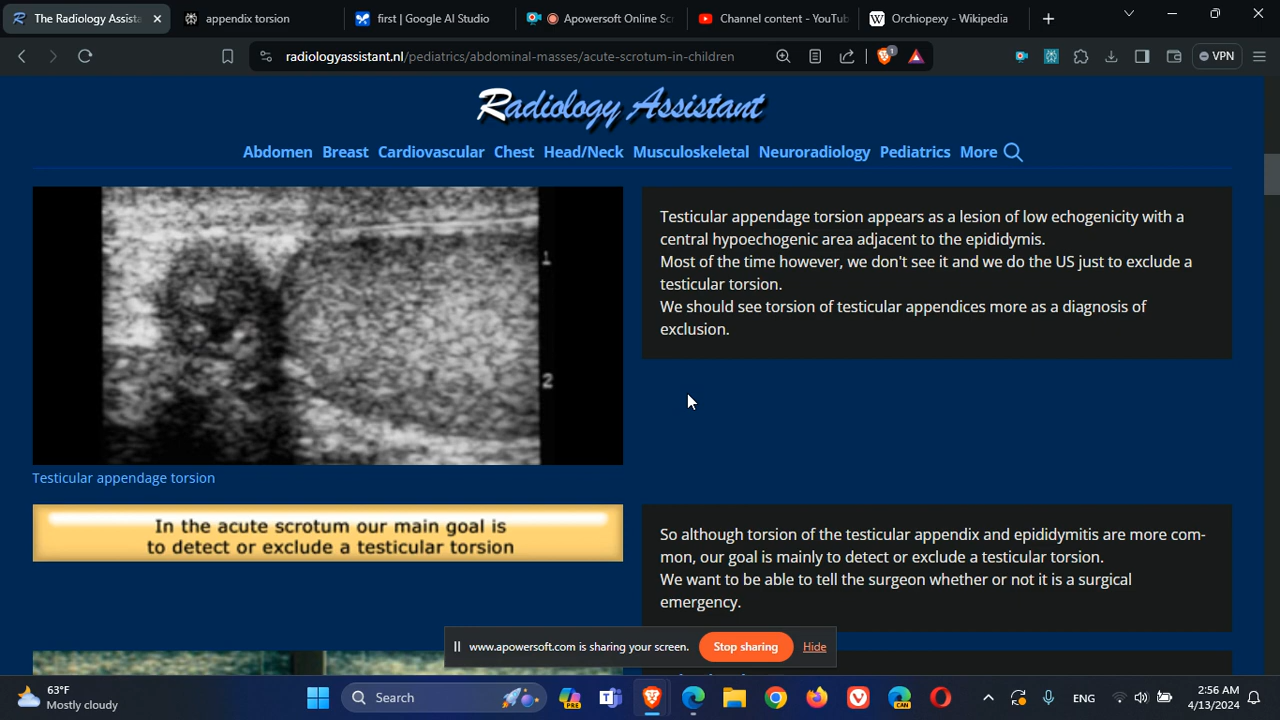 The Radiology Assista
appendix torsion
first | Google AI Studio
Apowersoft Online Scr
Channel content - YouTub
Orchiopexy - Wikipedia
radiologyassistant.nl/pediatrics/abdominal-masses/acute-scrotum-in-children
1
VPN
Radiology Assistant
Abdomen Breast Cardiovascular Chest Head/Neck Musculoskeletal Neuroradiology Pediatrics More
1
2
Testicular appendage torsion
Testicular appendage torsion appears as a lesion of low echogenicity with a
central hypoechogenic area adjacent to the epididymis.
Most of the time however, we don't see it and we do the US just to exclude a
testicular torsion.
We should see torsion of testicular appendices more as a diagnosis of
exclusion.
In the acute scrotum our main goal is
to detect or exclude a testicular torsion
So although torsion of the testicular appendix and epididymitis are more com-
mon, our goal is mainly to detect or exclude a testicular torsion.
We want to be able to tell the surgeon whether or not it is a surgical
emergency.
www.apowersoft.com is sharing your screen.
Stop sharing
Hide
63°F
Mostly cloudy
Search
PRE
CAN
ENG
2:56 AM
4/13/2024